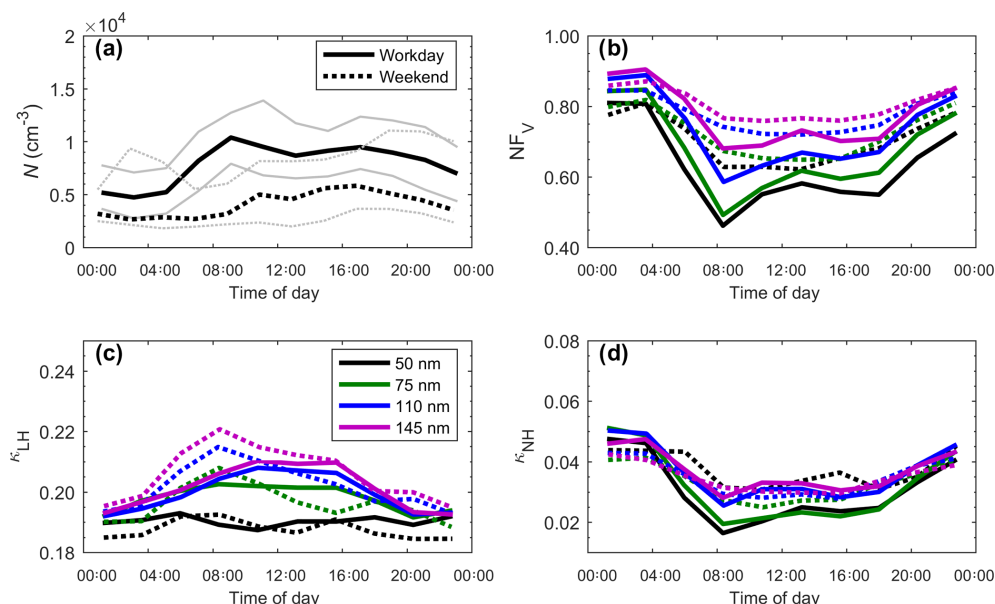 ×10⁴
(a)
2
1.5
1
0.5
0
N (cm⁻³)
Workday
Weekend
00:00 04:00 08:00 12:00 16:00 20:00 00:00
Time of day
(b)
1.00
0.80
0.60
0.40
NF_V
00:00 04:00 08:00 12:00 16:00 20:00 00:00
Time of day
(c)
0.24
0.22
0.20
0.18
κ_LH
50 nm
75 nm
110 nm
145 nm
00:00 04:00 08:00 12:00 16:00 20:00 00:00
Time of day
(d)
0.08
0.06
0.04
0.02
κ_NH
00:00 04:00 08:00 12:00 16:00 20:00 00:00
Time of day